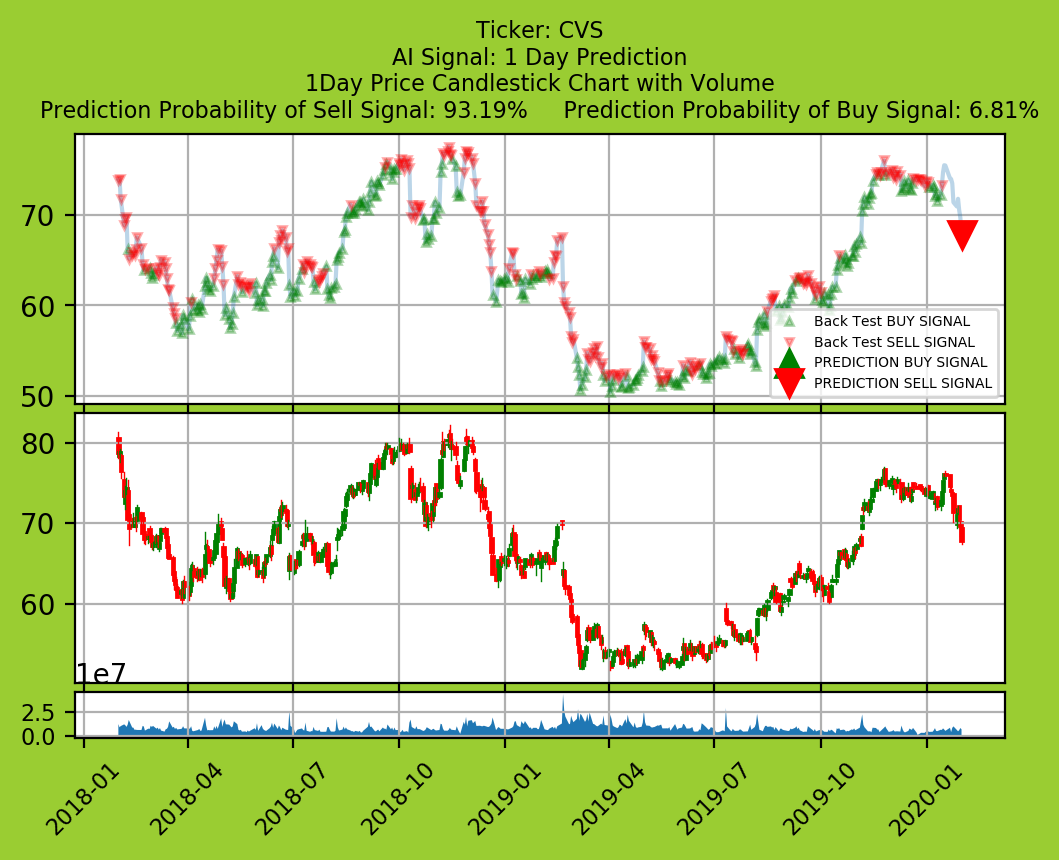 Ticker: CVS
AI Signal: 1 Day Prediction
1Day Price Candlestick Chart with Volume
Prediction Probability of Sell Signal: 93.19% Prediction Probability of Buy Signal: 6.81%
70
60
50
Back Test BUY SIGNAL
Back Test SELL SIGNAL
PREDICTION BUY SIGNAL
PREDICTION SELL SIGNAL
80
70
60
1e7
2.5
0.0
2018-01
2018-04
2018-07
2018-10
2019-01
2019-04
2019-07
2019-10
2020-01